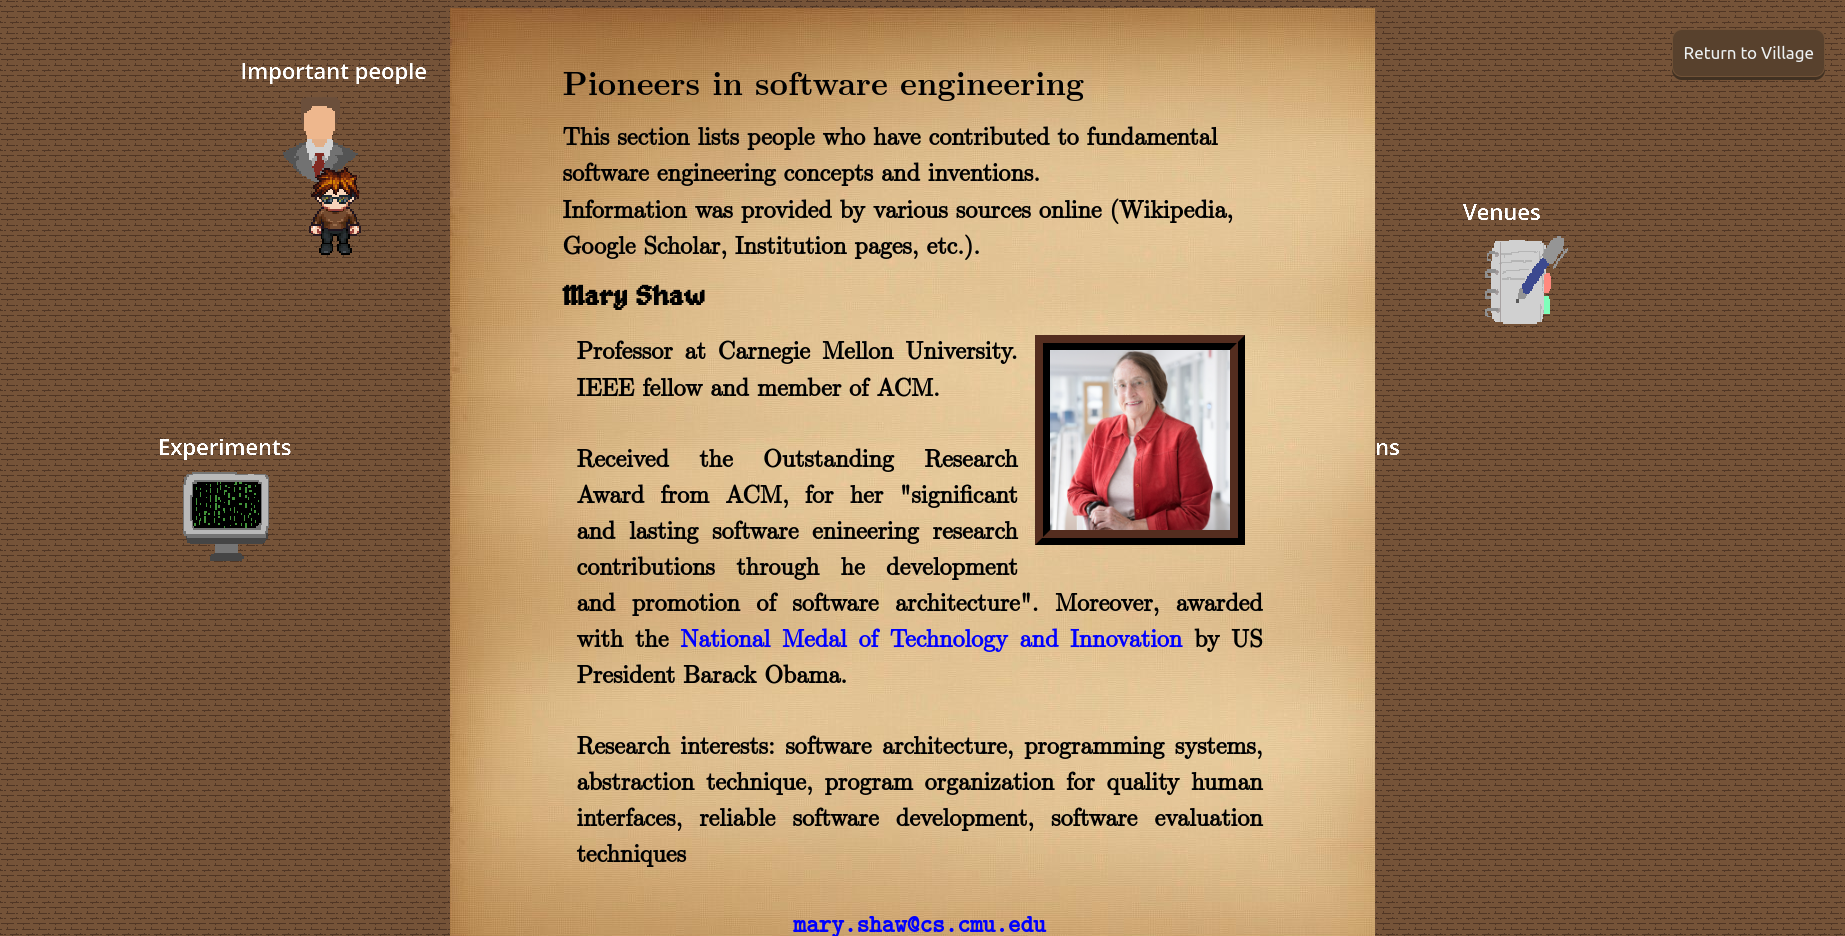 Important people
Return to Village
Pioneers in software engineering
This section lists people who have contributed to fundamental
software engineering concepts and inventions.
Information was provided by various sources online (Wikipedia,
Google Scholar, Institution pages, etc.).
Venues
Mary Shaw
Professor at Carnegie Mellon University.
IEEE fellow and member of ACM.
Experiments
ns
Received the Outstanding Research
Award from ACM, for her "significant
and lasting software enineering research
contributions through he development
and promotion of software architecture". Moreover, awarded
with the National Medal of Technology and Innovation by US
President Barack Obama.
Research interests: software architecture, programming systems,
abstraction technique, program organization for quality human
interfaces, reliable software development, software evaluation
techniques
mary.shaw@cs.cmu.edu